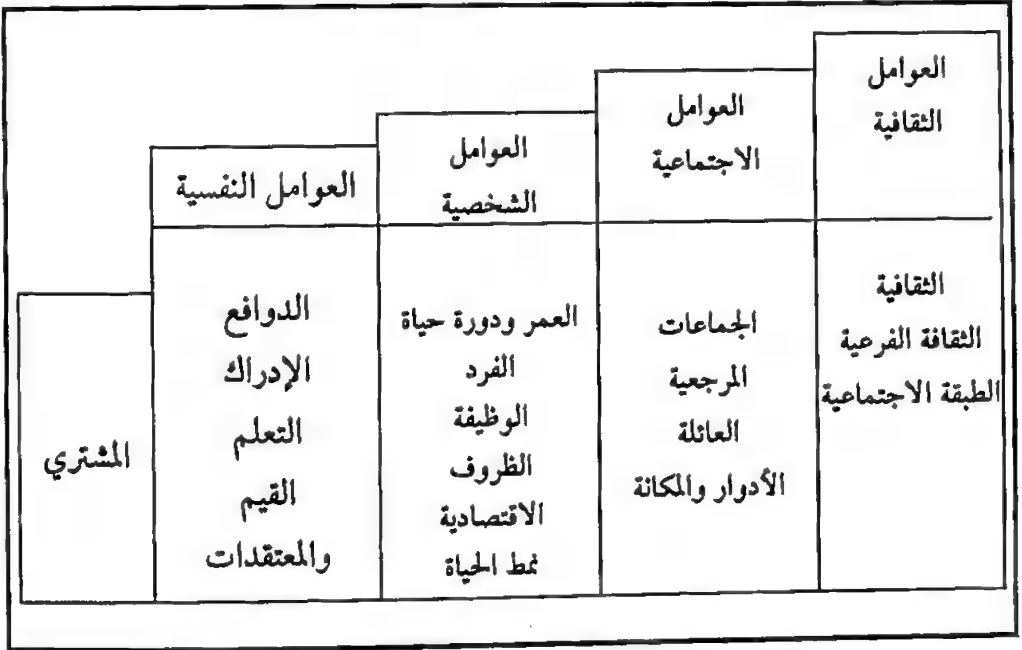 العوامل
الثقافية
الثقافية
الثقافة الفرعية
الطبقة الاجتماعية
العوامل
الاجتماعية
الجماعات
المرجعية
العائلة
الأدوار والمكانة
العوامل
الشخصية
العمر ودورة حياة
الفرد
الوظيفة
الظروف
الاقتصادية
نمط الحياة
العوامل النفسية
الدوافع
الإدراك
التعلم
القيم
والمعتقدات
المشتري